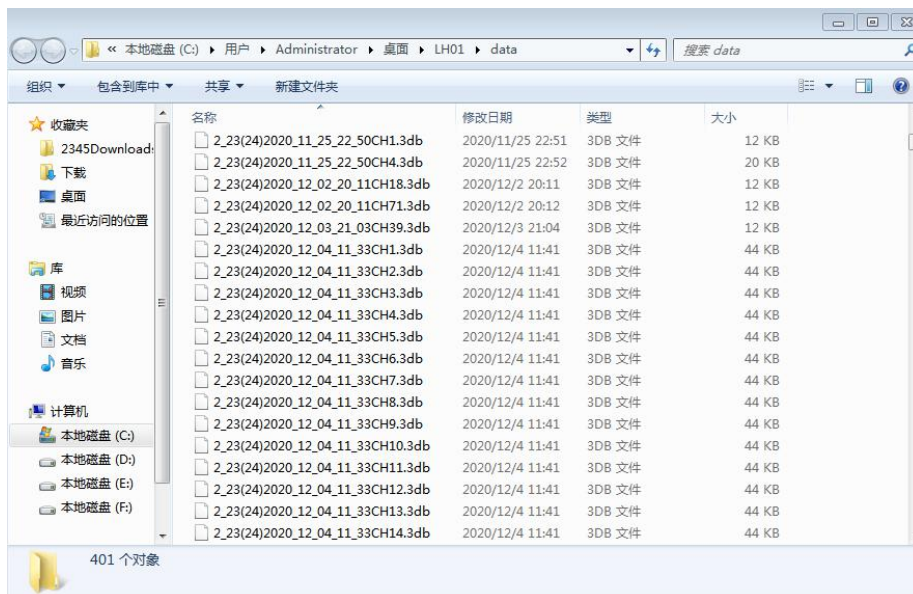 « 本地磁盘 (C:) ▸ 用户 ▸ Administrator ▸ 桌面 ▸ LH01 ▸ data
搜索 data
组织 包含到库中 共享 新建文件夹
名称 修改日期 类型 大小
收藏夹
2345Downloads
下载
桌面
最近访问的位置
库
视频
图片
文档
音乐
计算机
本地磁盘 (C:)
本地磁盘 (D:)
本地磁盘 (E:)
本地磁盘 (F:)
2_23(24)2020_11_25_22_50CH1.3db 2020/11/25 22:51 3DB 文件 12 KB
2_23(24)2020_11_25_22_50CH4.3db 2020/11/25 22:52 3DB 文件 20 KB
2_23(24)2020_12_02_20_11CH18.3db 2020/12/2 20:11 3DB 文件 12 KB
2_23(24)2020_12_02_20_11CH71.3db 2020/12/2 20:12 3DB 文件 12 KB
2_23(24)2020_12_03_21_03CH39.3db 2020/12/3 21:04 3DB 文件 12 KB
2_23(24)2020_12_04_11_33CH1.3db 2020/12/4 11:41 3DB 文件 44 KB
2_23(24)2020_12_04_11_33CH2.3db 2020/12/4 11:41 3DB 文件 44 KB
2_23(24)2020_12_04_11_33CH3.3db 2020/12/4 11:41 3DB 文件 44 KB
2_23(24)2020_12_04_11_33CH4.3db 2020/12/4 11:41 3DB 文件 44 KB
2_23(24)2020_12_04_11_33CH5.3db 2020/12/4 11:41 3DB 文件 44 KB
2_23(24)2020_12_04_11_33CH6.3db 2020/12/4 11:41 3DB 文件 44 KB
2_23(24)2020_12_04_11_33CH7.3db 2020/12/4 11:41 3DB 文件 44 KB
2_23(24)2020_12_04_11_33CH8.3db 2020/12/4 11:41 3DB 文件 44 KB
2_23(24)2020_12_04_11_33CH9.3db 2020/12/4 11:41 3DB 文件 44 KB
2_23(24)2020_12_04_11_33CH10.3db 2020/12/4 11:41 3DB 文件 44 KB
2_23(24)2020_12_04_11_33CH11.3db 2020/12/4 11:41 3DB 文件 44 KB
2_23(24)2020_12_04_11_33CH12.3db 2020/12/4 11:41 3DB 文件 44 KB
2_23(24)2020_12_04_11_33CH13.3db 2020/12/4 11:41 3DB 文件 44 KB
2_23(24)2020_12_04_11_33CH14.3db 2020/12/4 11:41 3DB 文件 44 KB
401 个对象